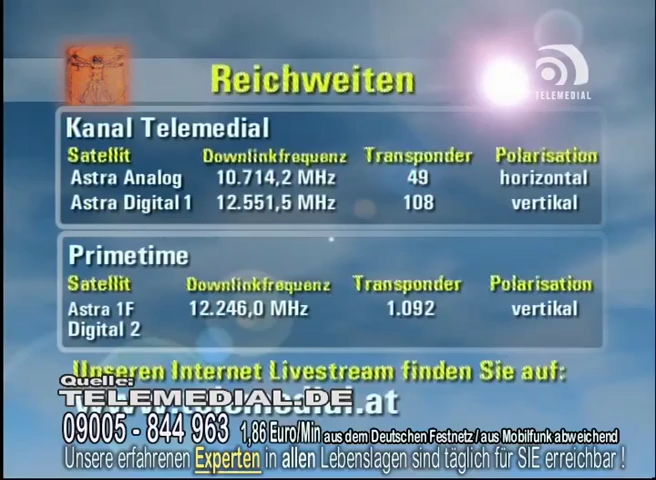 Reichweiten
TELEMEDIAL
Kanal Telemedial
Satellit Downlinkfrequenz Transponder Polarisation
Astra Analog 10.714,2 MHz 49 horizontal
Astra Digital 1 12.551,5 MHz 108 vertikal
Primetime
Satellit Downlinkfrequenz Transponder Polarisation
Astra 1F 12.246,0 MHz 1.092 vertikal
Digital 2
Unseren Internet Livestream finden Sie auf:
Quelle:
www.telemedial.at
TELEMEDIAL.DE
09005 - 844 963 1,86 Euro/Min aus dem Deutschen Festnetz / aus Mobilfunk abweichend
Unsere erfahrenen Experten in allen Lebenslagen sind täglich für SIE erreichbar !